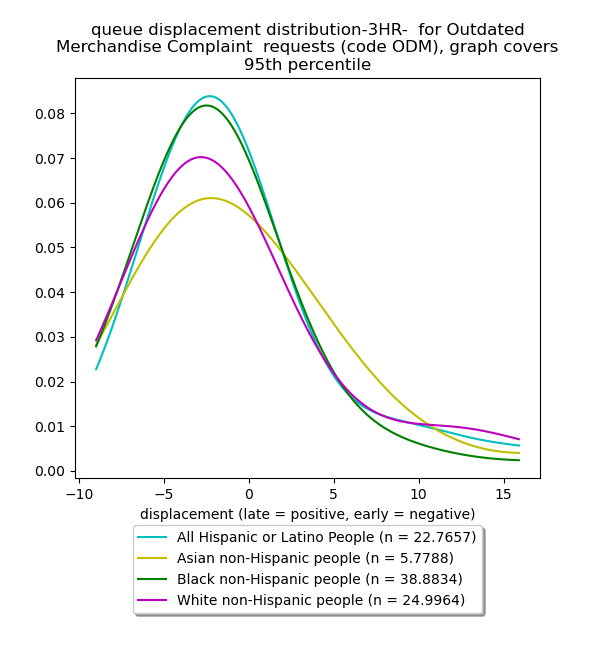 queue displacement distribution-3HR-  for Outdated
Merchandise Complaint  requests (code ODM), graph covers
95th percentile
0.08
0.07
0.06
0.05
0.04
0.03
0.02
0.01
0.00
−10 −5 0 5 10 15
displacement (late = positive, early = negative)
All Hispanic or Latino People (n = 22.7657)
Asian non-Hispanic people (n = 5.7788)
Black non-Hispanic people (n = 38.8834)
White non-Hispanic people (n = 24.9964)